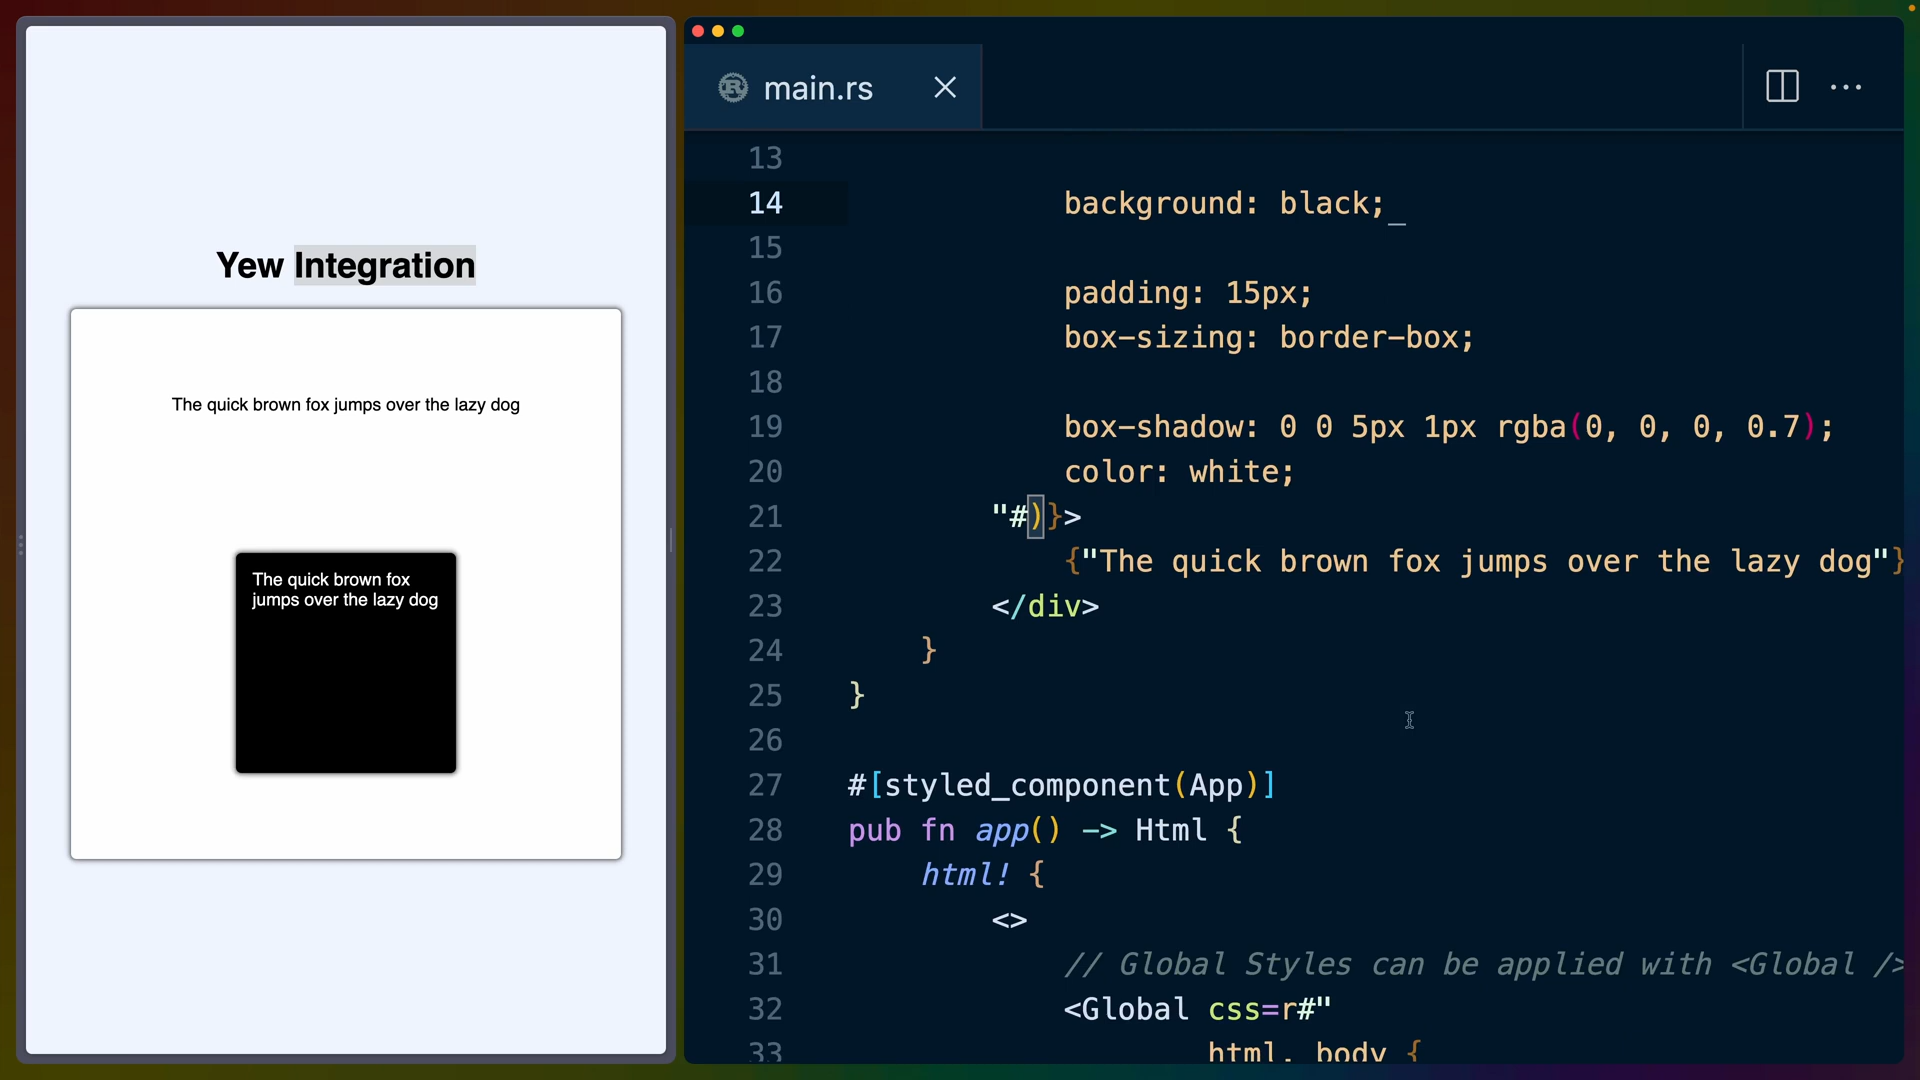 Yew Integration
The quick brown fox jumps over the lazy dog
The quick brown fox
jumps over the lazy dog
main.rs
13
14 background: black;_
15
16 padding: 15px;
17 box-sizing: border-box;
18
19 box-shadow: 0 0 5px 1px rgba(0, 0, 0, 0.7);
20 color: white;
21 "#)}>
22 {"The quick brown fox jumps over the lazy dog"}
23 </div>
24 }
25 }
26
27 #[styled_component(App)]
28 pub fn app() -> Html {
29 html! {
30 <>
31 // Global Styles can be applied with <Global />
32 <Global css=r#"
33 html, body {